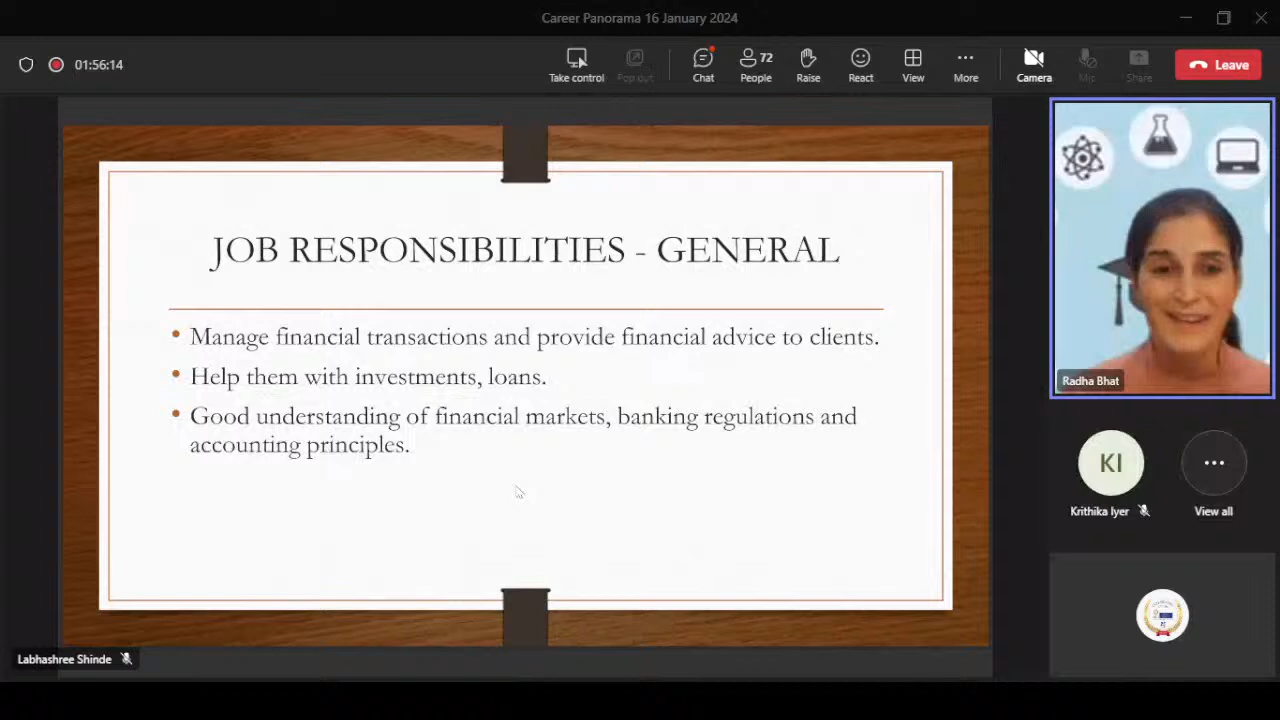 Career Panorama 16 January 2024
01:56:14
Take control
Pop out
Chat
72
People
Raise
React
View
More
Camera
Mic
Share
Leave
JOB RESPONSIBILITIES - GENERAL
• Manage financial transactions and provide financial advice to clients.
• Help them with investments, loans.
• Good understanding of financial markets, banking regulations and
accounting principles.
Radha Bhat
KI
Krithika Iyer
View all
Labhashree Shinde